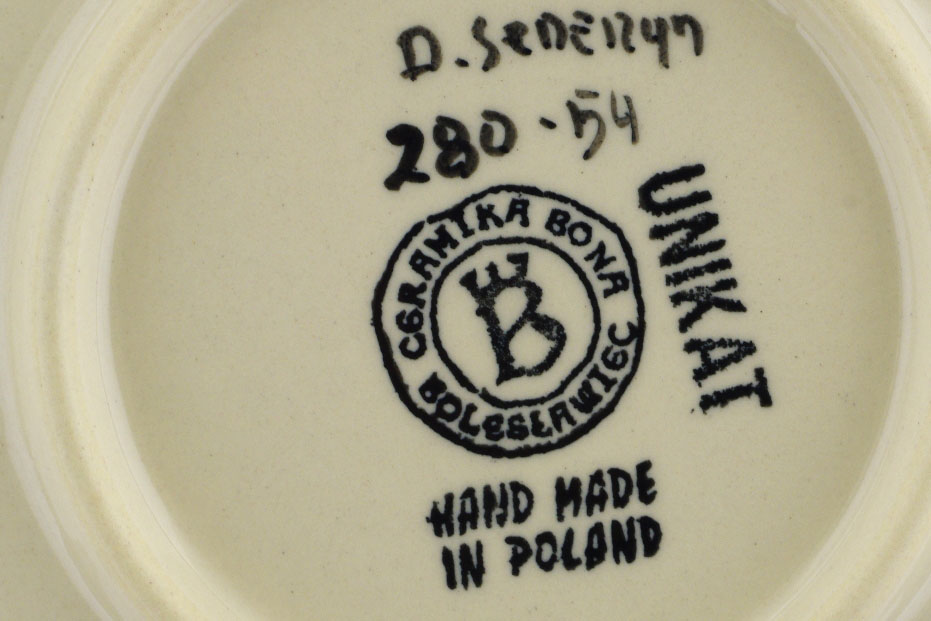 D.
280-54
CERAMIKA BONA
B
BOLESŁAWIEC
UNIKAT
HAND MADE
IN POLAND